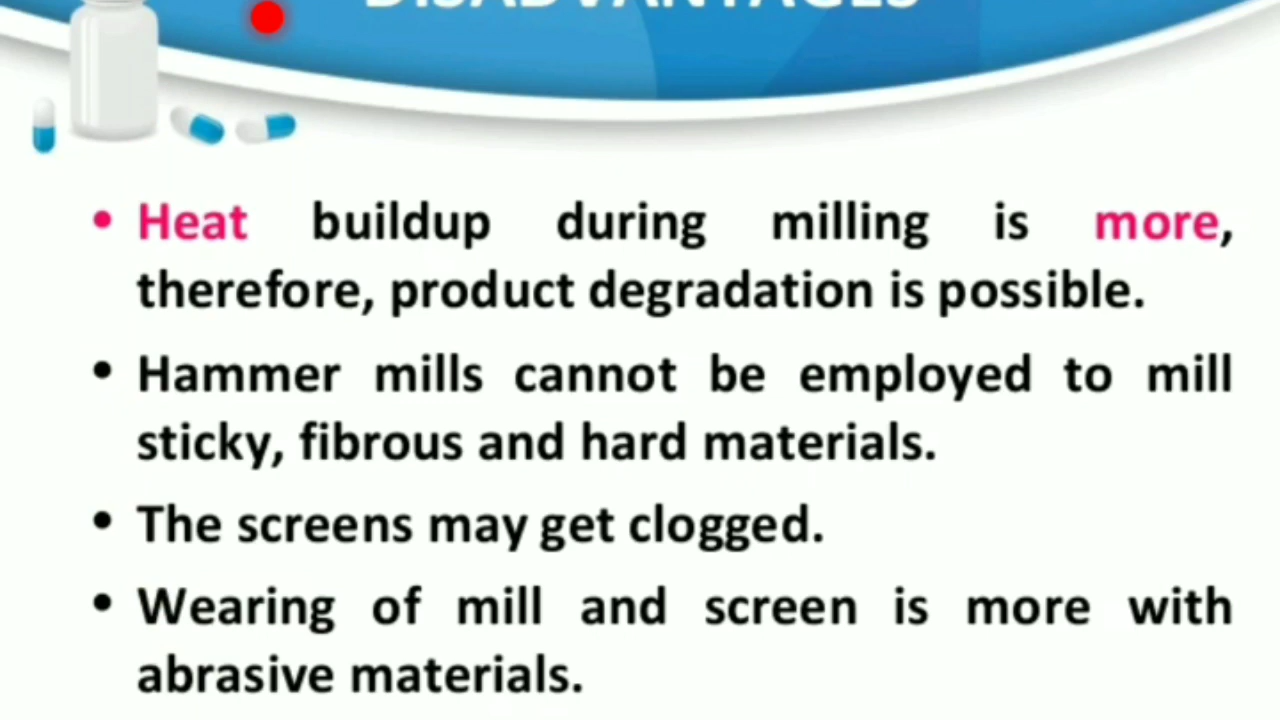 DISADVANTAGES
• Heat buildup during milling is more,
therefore, product degradation is possible.
• Hammer mills cannot be employed to mill
sticky, fibrous and hard materials.
• The screens may get clogged.
• Wearing of mill and screen is more with
abrasive materials.